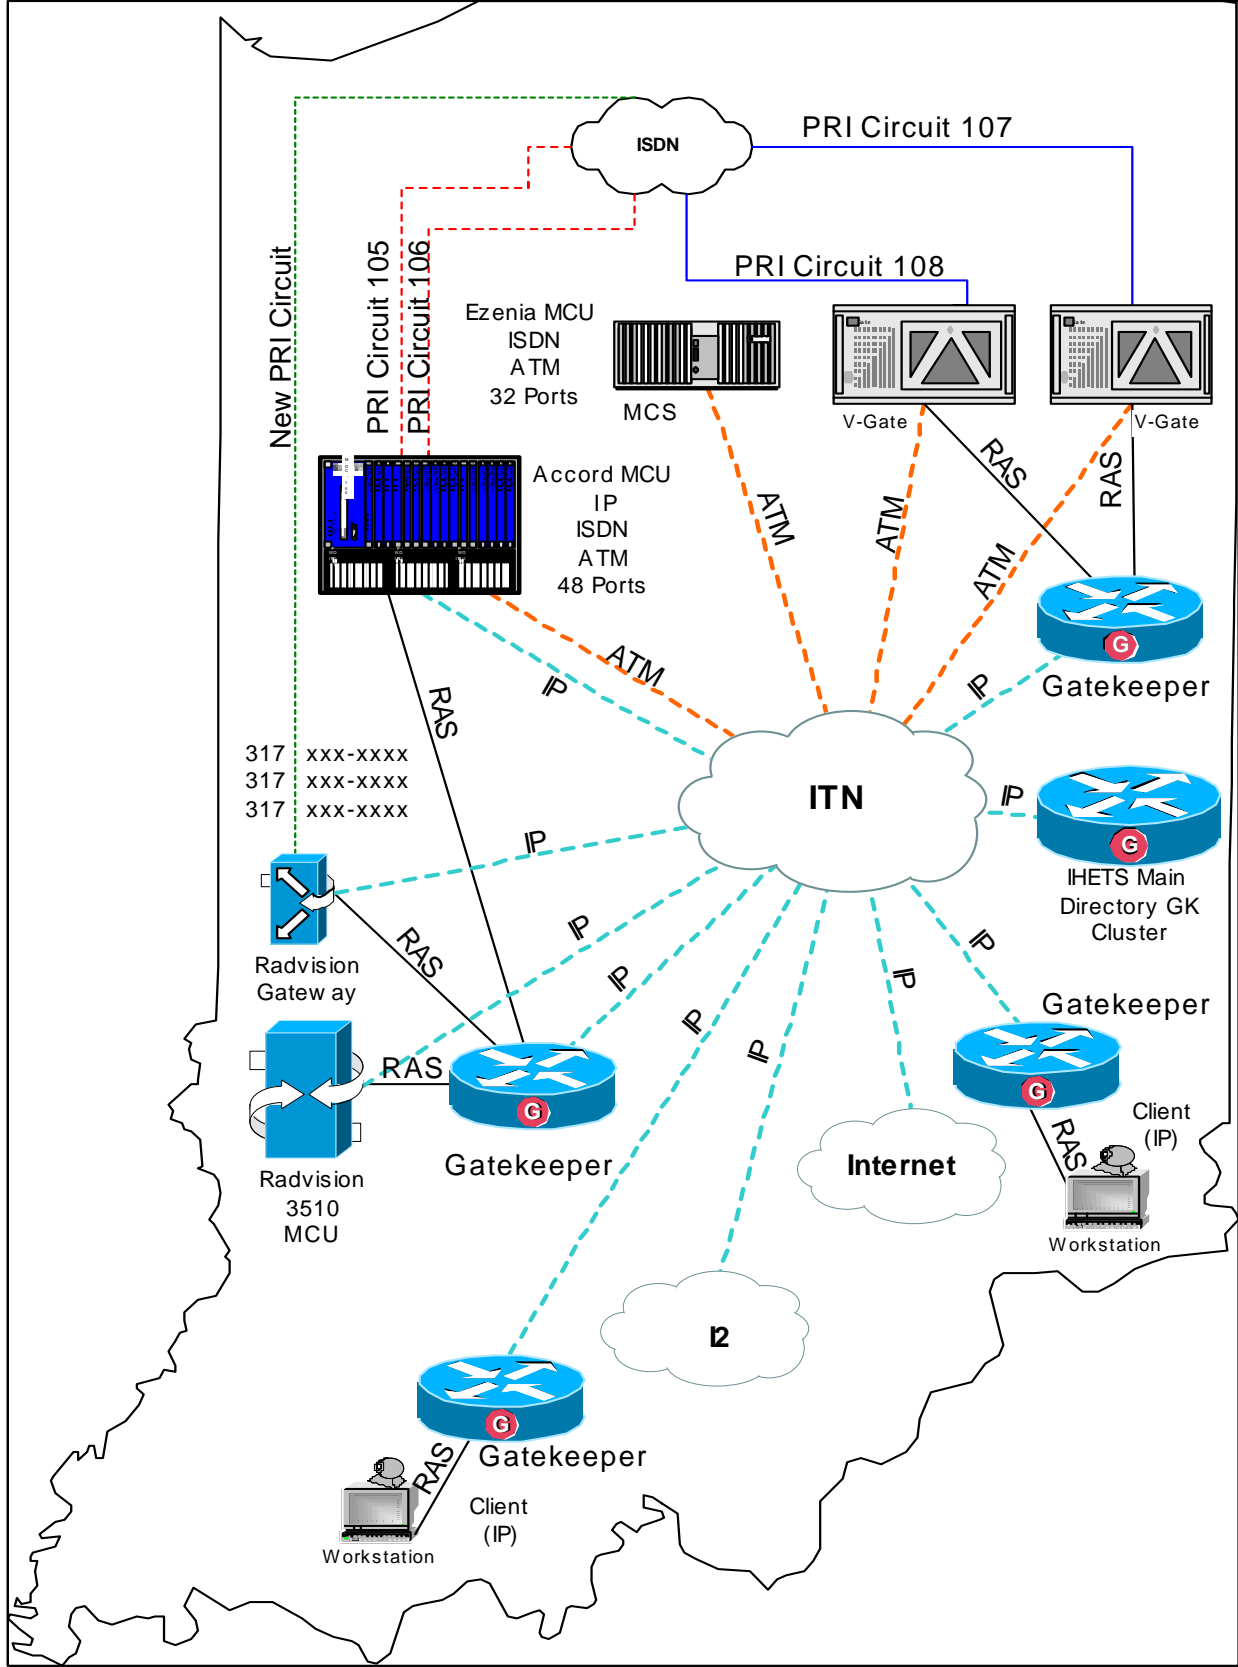 ISDN
PRI Circuit 107
PRI Circuit 108
New PRI Circuit
PRI Circuit 105
PRI Circuit 106
Ezenia MCU
ISDN
ATM
32 Ports
MCS
V-Gate
V-Gate
RAS
RAS
Accord MCU
IP
ISDN
ATM
48 Ports
ATM
ATM
ATM
ATM
IP
RAS
G
Gatekeeper
IP
317 xxx-xxxx
317 xxx-xxxx
317 xxx-xxxx
ITN
IP
G
IHETS Main
Directory GK
Cluster
IP
Radvision
Gatew ay
RAS
IP
IP
IP
IP
IP
IP
Gatekeeper
G
RAS
G
Gatekeeper
Radvision
3510
MCU
Internet
Client
(IP)
RAS
Workstation
I2
G
Gatekeeper
RAS
Client
(IP)
Workstation